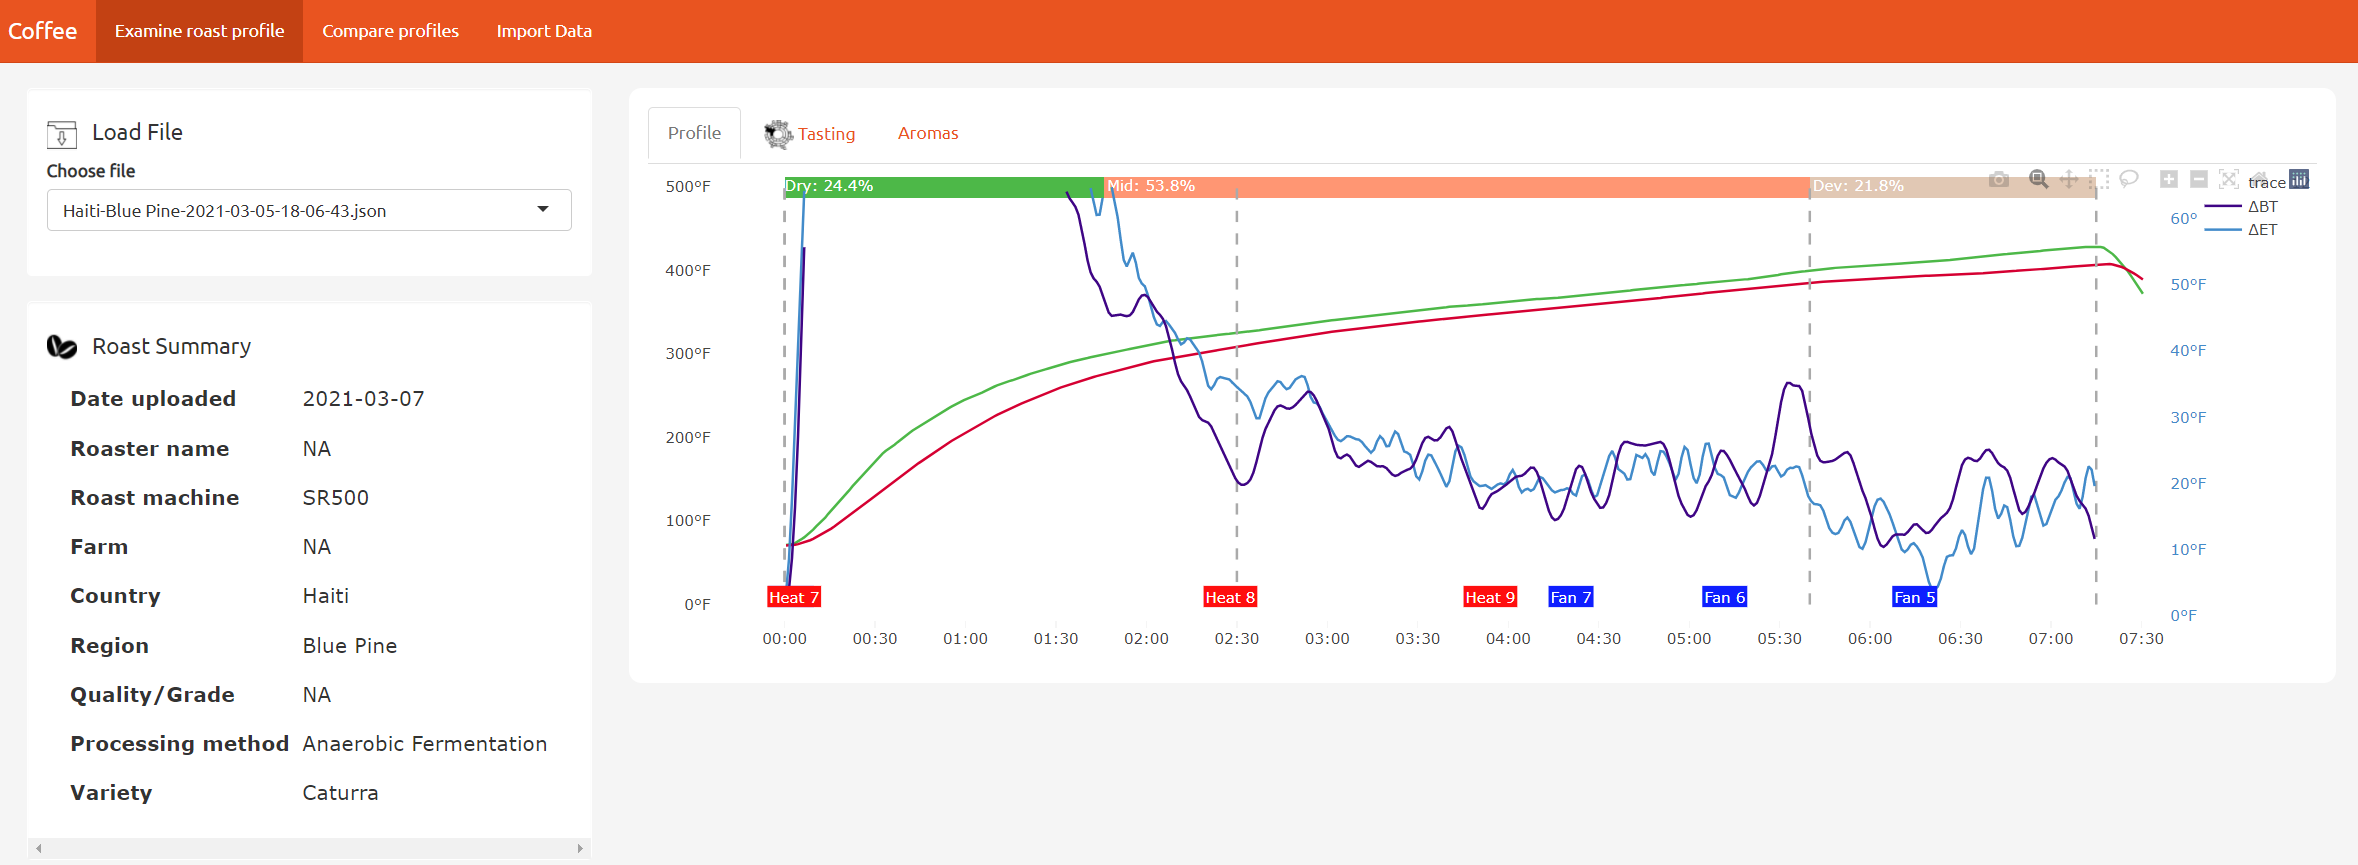 Coffee Examine roast profile Compare profiles Import Data
Load File
Choose file
Haiti-Blue Pine-2021-03-05-18-06-43.json
Roast Summary
Date uploaded 2021-03-07
Roaster name NA
Roast machine SR500
Farm NA
Country Haiti
Region Blue Pine
Quality/Grade NA
Processing method Anaerobic Fermentation
Variety Caturra
Profile Tasting Aromas
Dry: 24.4% Mid: 53.8% Dev: 21.8%
trace
ΔBT
ΔET
500°F
400°F
300°F
200°F
100°F
0°F
60°
50°F
40°F
30°F
20°F
10°F
0°F
Heat 7 Heat 8 Heat 9 Fan 7 Fan 6 Fan 5
00:00 00:30 01:00 01:30 02:00 02:30 03:00 03:30 04:00 04:30 05:00 05:30 06:00 06:30 07:00 07:30